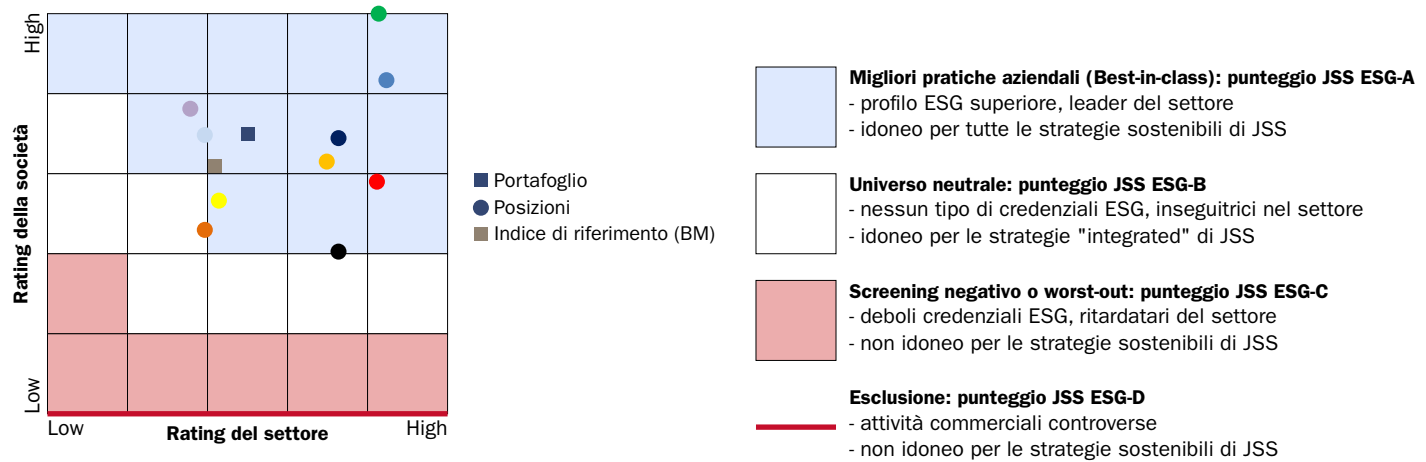 High
Rating della società
Low
Low
Rating del settore
High
Portafoglio
Posizioni
Indice di riferimento (BM)
Migliori pratiche aziendali (Best-in-class): punteggio JSS ESG-A
- profilo ESG superiore, leader del settore
- idoneo per tutte le strategie sostenibili di JSS
Universo neutrale: punteggio JSS ESG-B
- nessun tipo di credenziali ESG, inseguitrici nel settore
- idoneo per le strategie "integrated" di JSS
Screening negativo o worst-out: punteggio JSS ESG-C
- deboli credenziali ESG, ritardatari del settore
- non idoneo per le strategie sostenibili di JSS
Esclusione: punteggio JSS ESG-D
- attività commerciali controverse
- non idoneo per le strategie sostenibili di JSS